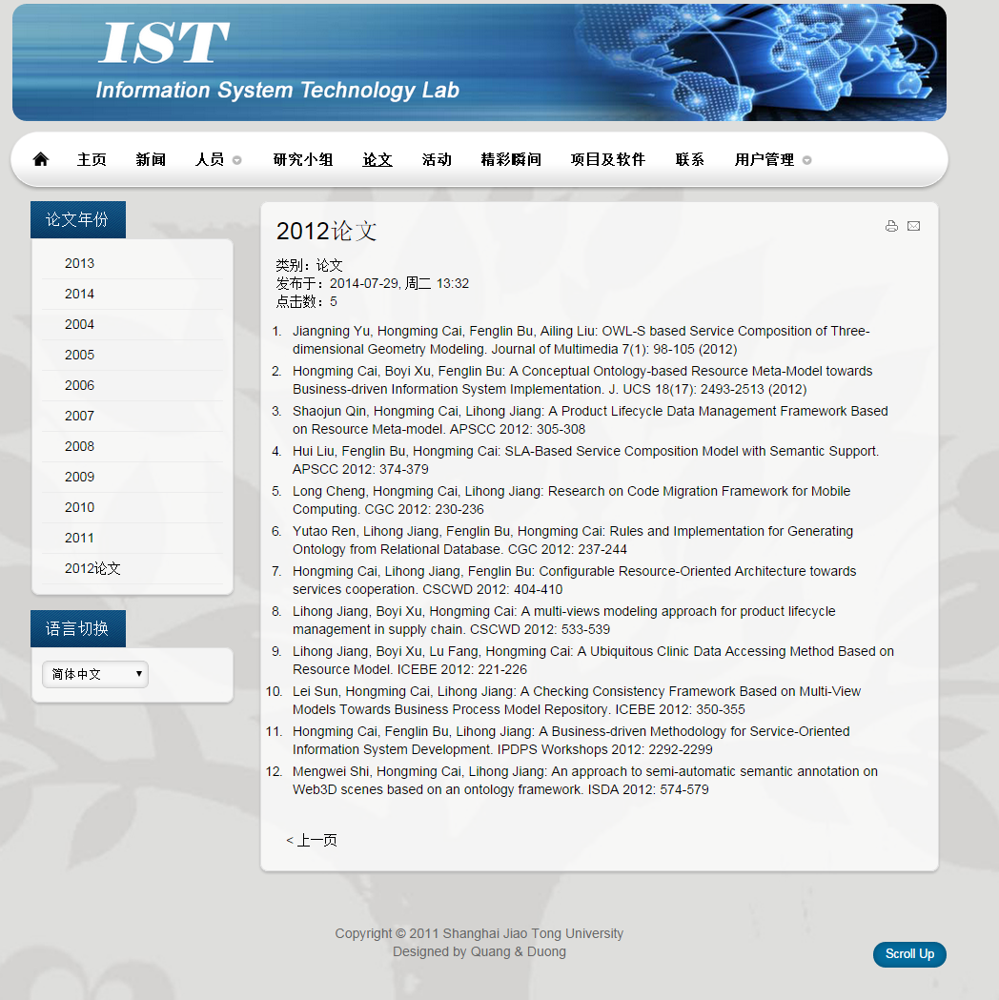 IST
Information System Technology Lab
主页 新闻 人员 研究小组 论文 活动 精彩瞬间 项目及软件 联系 用户管理
论文年份
2013
2014
2004
2005
2006
2007
2008
2009
2010
2011
2012论文
语言切换
简体中文
2012论文
类别：论文
发布于：2014-07-29, 周二 13:32
点击数：5
1. Jiangning Yu, Hongming Cai, Fenglin Bu, Ailing Liu: OWL-S based Service Composition of Three-
dimensional Geometry Modeling. Journal of Multimedia 7(1): 98-105 (2012)
2. Hongming Cai, Boyi Xu, Fenglin Bu: A Conceptual Ontology-based Resource Meta-Model towards
Business-driven Information System Implementation. J. UCS 18(17): 2493-2513 (2012)
3. Shaojun Qin, Hongming Cai, Lihong Jiang: A Product Lifecycle Data Management Framework Based
on Resource Meta-model. APSCC 2012: 305-308
4. Hui Liu, Fenglin Bu, Hongming Cai: SLA-Based Service Composition Model with Semantic Support.
APSCC 2012: 374-379
5. Long Cheng, Hongming Cai, Lihong Jiang: Research on Code Migration Framework for Mobile
Computing. CGC 2012: 230-236
6. Yutao Ren, Lihong Jiang, Fenglin Bu, Hongming Cai: Rules and Implementation for Generating
Ontology from Relational Database. CGC 2012: 237-244
7. Hongming Cai, Lihong Jiang, Fenglin Bu: Configurable Resource-Oriented Architecture towards
services cooperation. CSCWD 2012: 404-410
8. Lihong Jiang, Boyi Xu, Hongming Cai: A multi-views modeling approach for product lifecycle
management in supply chain. CSCWD 2012: 533-539
9. Lihong Jiang, Boyi Xu, Lu Fang, Hongming Cai: A Ubiquitous Clinic Data Accessing Method Based on
Resource Model. ICEBE 2012: 221-226
10. Lei Sun, Hongming Cai, Lihong Jiang: A Checking Consistency Framework Based on Multi-View
Models Towards Business Process Model Repository. ICEBE 2012: 350-355
11. Hongming Cai, Fenglin Bu, Lihong Jiang: A Business-driven Methodology for Service-Oriented
Information System Development. IPDPS Workshops 2012: 2292-2299
12. Mengwei Shi, Hongming Cai, Lihong Jiang: An approach to semi-automatic semantic annotation on
Web3D scenes based on an ontology framework. ISDA 2012: 574-579
< 上一页
Copyright © 2011 Shanghai Jiao Tong University
Designed by Quang & Duong
Scroll Up